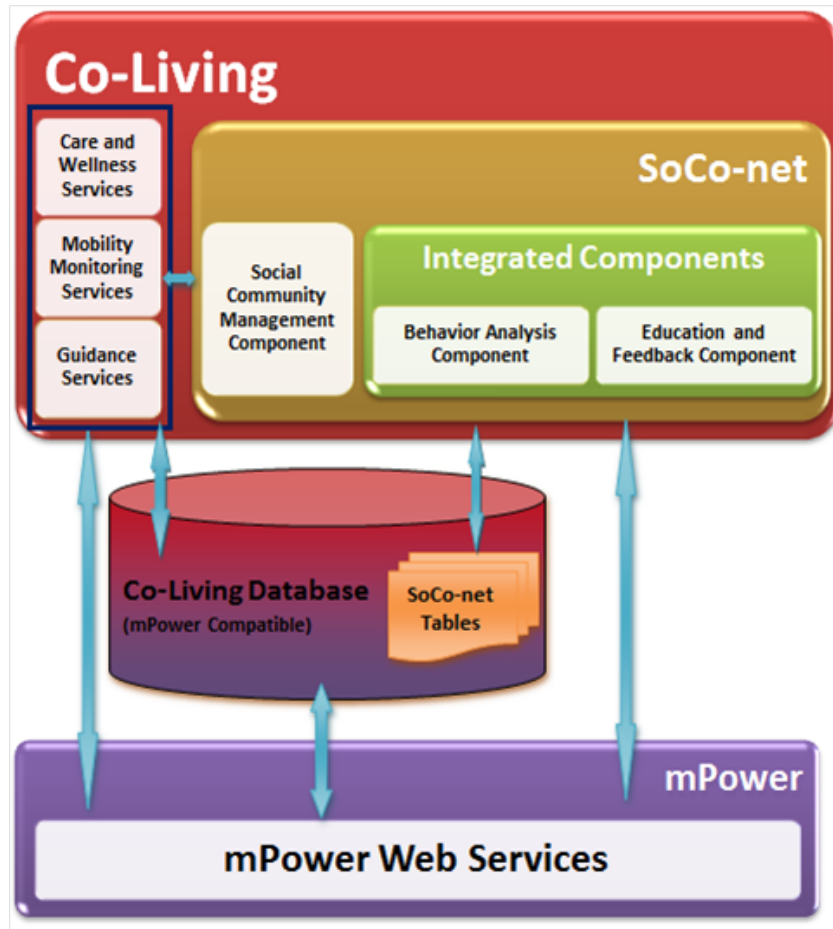 Co-Living
Care and
Wellness
Services
Mobility
Monitoring
Services
Guidance
Services
SoCo-net
Social
Community
Management
Component
Integrated Components
Behavior Analysis
Component
Education and
Feedback Component
Co-Living Database
(mPower Compatible)
SoCo-net
Tables
mPower
mPower Web Services